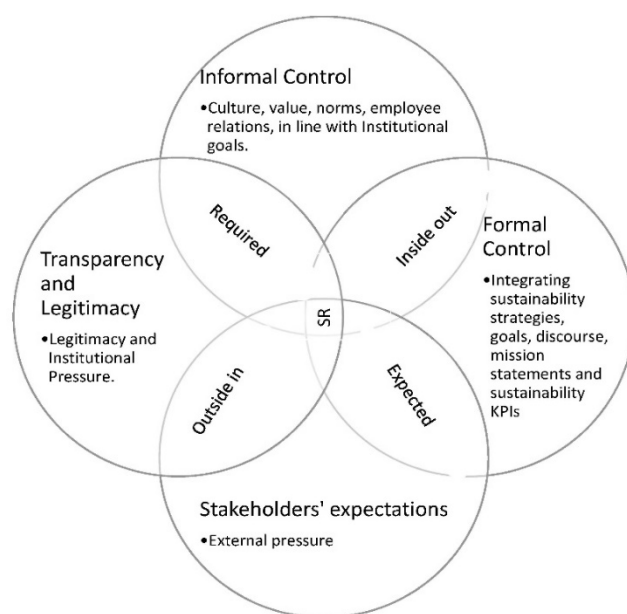 Informal Control
•Culture, value, norms, employee
relations, in line with Institutional
goals.
Required
Inside out
Transparency
and
Legitimacy
•Legitimacy and
Institutional
Pressure.
Formal
Control
•Integrating
sustainability
strategies,
goals, discourse,
mission
statements and
sustainability
KPIs
SR
Outside in
Expected
Stakeholders' expectations
•External pressure